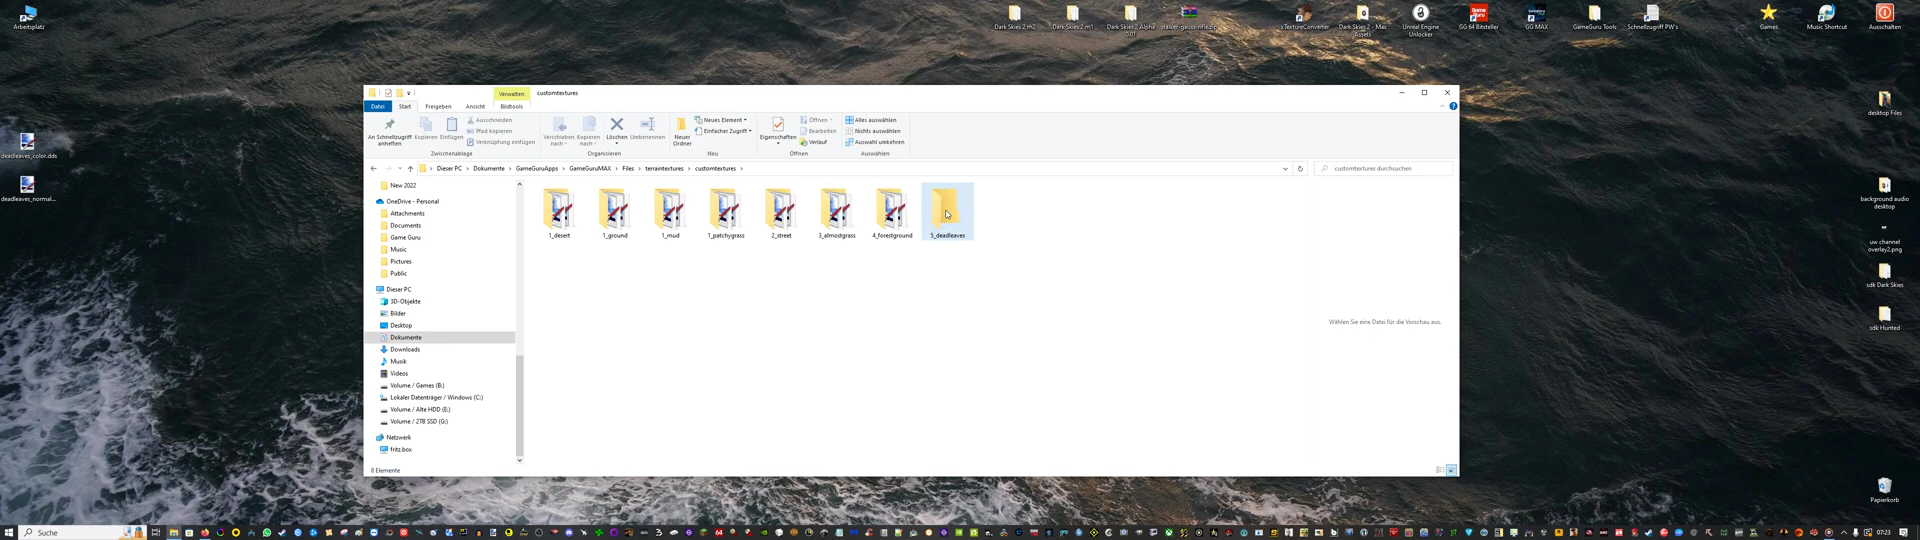 Arbeitsplatz
Dark Skies 2 m2
Dark Skies 2 m1
Dark Skies 2 Alpha 0.01
stalker-gauss-rifle.zip
xTextureConverter
Dark Skies 2 - Max Assets
Unreal Engine Unlocker
GG 64 Bitsteller
GG MAX
GameGuru Tools
Schnellzugriff PW's
Games
Music Shortcut
Ausschalten
desktop Files
background audio desktop
uw channel overlay2.png
sdk Dark Skies
sdk Hunted
Papierkorb
deadleaves_color.dds
deadleaves_normal...
Verwalten
customtextures
Datei
Start
Freigeben
Ansicht
Bildtools
An Schnellzugriff anheften
Kopieren
Einfügen
Ausschneiden
Pfad kopieren
Verknüpfung einfügen
Zwischenablage
Verschieben nach
Kopieren nach
Löschen
Umbenennen
Organisieren
Neuer Ordner
Neues Element
Einfacher Zugriff
Neu
Eigenschaften
Öffnen
Bearbeiten
Verlauf
Öffnen
Alles auswählen
Nichts auswählen
Auswahl umkehren
Auswählen
Dieser PC > Dokumente > GameGuruApps > GameGuruMAX > Files > terraintextures > customtextures >
customtextures durchsuchen
New 2022
OneDrive - Personal
Attachments
Documents
Game Guru
Music
Pictures
Public
Dieser PC
3D-Objekte
Bilder
Desktop
Dokumente
Downloads
Musik
Videos
Volume / Games (B:)
Lokaler Datenträger / Windows (C:)
Volume / Alte HDD (E:)
Volume / 2TB SSD (G:)
Netzwerk
fritz.box
1_desert
1_ground
1_mud
1_patchygrass
2_street
3_almostgrass
4_forestground
5_deadleaves
Wählen Sie eine Datei für die Vorschau aus.
8 Elemente
Suche
07:23